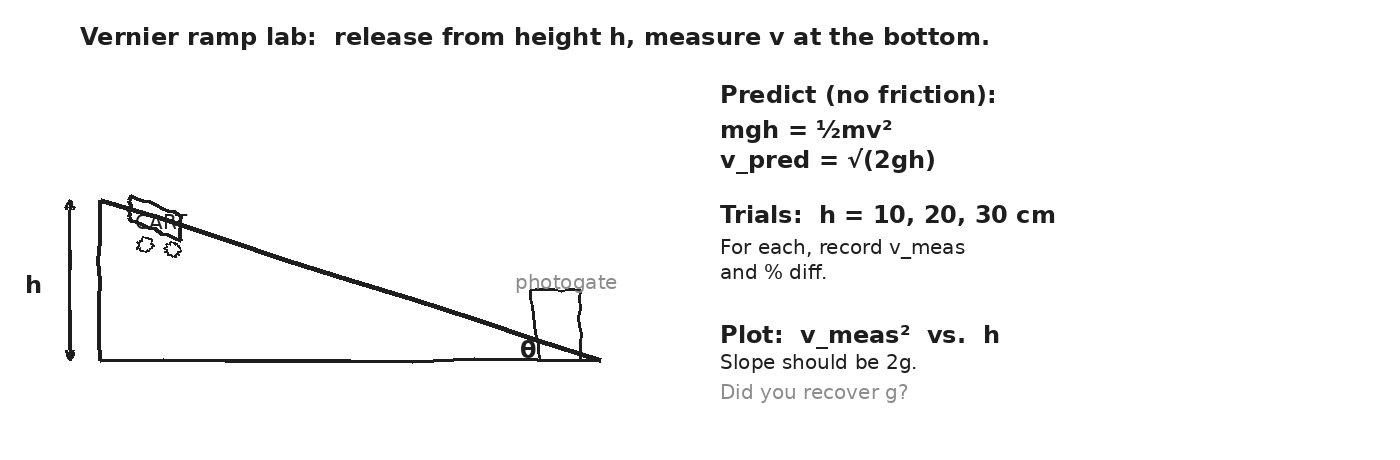 Vernier ramp lab:  release from height h, measure v at the bottom.
Predict (no friction):
mgh = ½mv²
v_pred = √(2gh)
CART
Trials:  h = 10, 20, 30 cm
For each, record v_meas
and % diff.
h
photogate
θ
Plot:  v_meas²  vs.  h
Slope should be 2g.
Did you recover g?